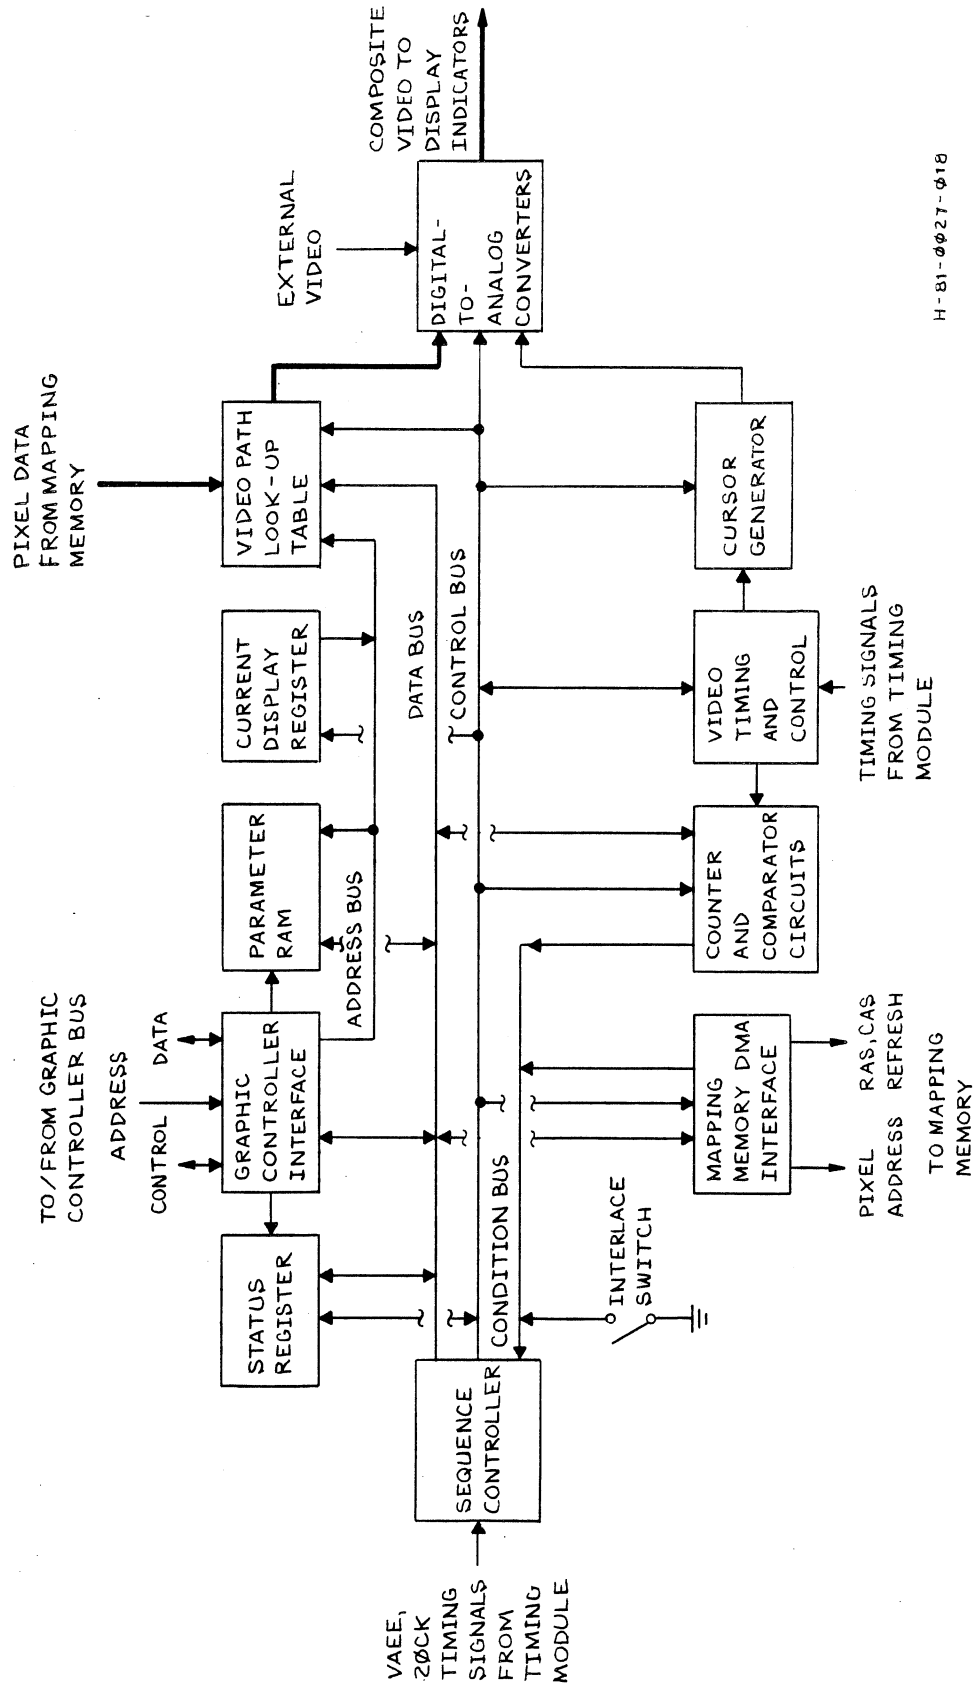 PIXEL DATA
FROM MAPPING
MEMORY
TO/FROM GRAPHIC
CONTROLLER BUS
ADDRESS
CONTROL
DATA
EXTERNAL
VIDEO
STATUS
REGISTER
GRAPHIC
CONTROLLER
INTERFACE
PARAMETER
RAM
CURRENT
DISPLAY
REGISTER
VIDEO PATH
LOOK-UP
TABLE
ADDRESS BUS
COMPOSITE
VIDEO TO
DISPLAY
INDICATORS
VAEE,
2ØCK
TIMING
SIGNALS
FROM
TIMING
MODULE
SEQUENCE
CONTROLLER
DATA BUS
CONTROL BUS
CONDITION BUS
DIGITAL-
TO-
ANALOG
CONVERTERS
INTERLACE
SWITCH
MAPPING
MEMORY DMA
INTERFACE
COUNTER
AND
COMPARATOR
CIRCUITS
VIDEO
TIMING
AND
CONTROL
CURSOR
GENERATOR
PIXEL
ADDRESS
RAS, CAS
REFRESH
TO MAPPING
MEMORY
TIMING SIGNALS
FROM TIMING
MODULE
H-81-ØØ27-Ø18